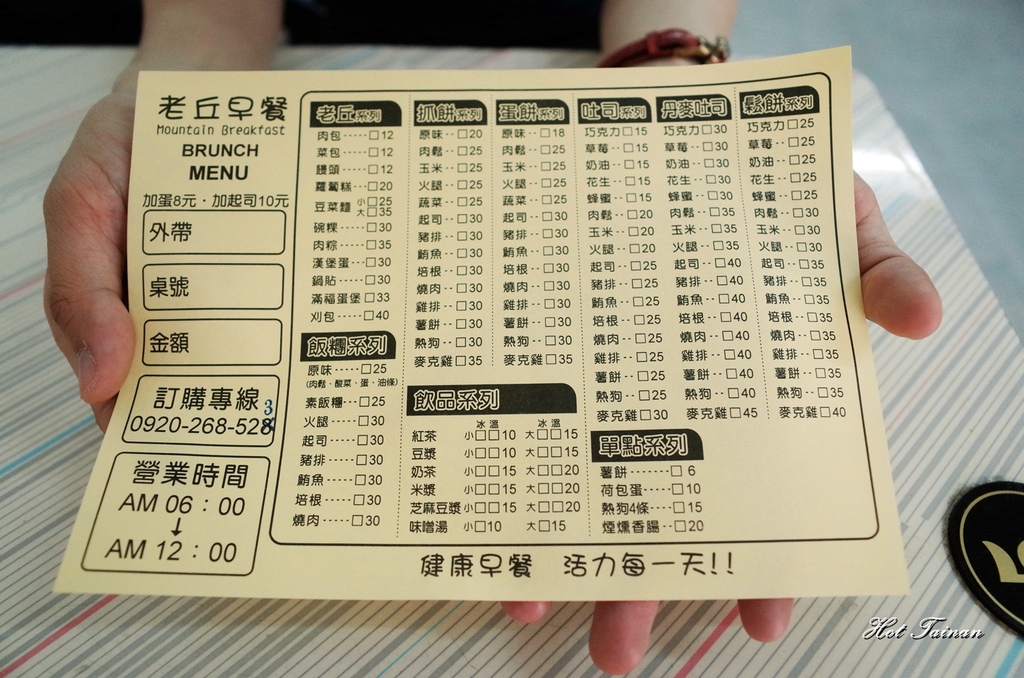 老丘早餐
Mountain Breakfast
BRUNCH
MENU
加蛋8元．加起司10元
外帶
桌號
金額
訂購專線
0920-268-523
營業時間
AM 06：00
↓
AM 12：00
老丘系列
肉包‧‧‧‧‧□12
菜包‧‧‧‧‧□12
饅頭‧‧‧‧‧□12
蘿蔔糕‧‧‧□20
豆菜麵 小□25
大□35
碗粿‧‧‧‧‧□30
肉粽‧‧‧‧‧□35
漢堡蛋‧‧‧□30
鍋貼‧‧‧‧‧□30
滿福蛋堡□33
刈包‧‧‧‧‧□40
飯糰系列
原味‧‧‧‧‧□25
(肉鬆、酸菜、蛋、油條)
素飯糰‧‧‧□25
火腿‧‧‧‧‧□30
起司‧‧‧‧‧□30
豬排‧‧‧‧‧□30
鮪魚‧‧‧‧‧□30
培根‧‧‧‧‧□30
燒肉‧‧‧‧‧□30
抓餅系列
原味‧‧□20
肉鬆‧‧□25
玉米‧‧□25
火腿‧‧□25
蔬菜‧‧□25
起司‧‧□30
豬排‧‧□30
鮪魚‧‧□30
培根‧‧□30
燒肉‧‧□30
雞排‧‧□30
薯餅‧‧□30
熱狗‧‧□30
麥克雞□35
蛋餅系列
原味‧‧□18
肉鬆‧‧□25
玉米‧‧□25
火腿‧‧□25
蔬菜‧‧□25
起司‧‧□30
豬排‧‧□30
鮪魚‧‧□30
培根‧‧□30
燒肉‧‧□30
雞排‧‧□30
薯餅‧‧□30
熱狗‧‧□30
麥克雞□35
吐司系列
巧克力□15
草莓‧‧□15
奶油‧‧□15
花生‧‧□15
蜂蜜‧‧□15
肉鬆‧‧□20
玉米‧‧□20
火腿‧‧□20
起司‧‧□25
豬排‧‧□25
鮪魚‧‧□25
培根‧‧□25
燒肉‧‧□25
雞排‧‧□25
薯餅‧‧□25
熱狗‧‧□25
麥克雞□30
丹麥吐司
巧克力□30
草莓‧‧□30
奶油‧‧□30
花生‧‧□30
蜂蜜‧‧□30
肉鬆‧‧□35
玉米‧‧□35
火腿‧‧□35
起司‧‧□40
豬排‧‧□40
鮪魚‧‧□40
培根‧‧□40
燒肉‧‧□40
雞排‧‧□40
薯餅‧‧□40
熱狗‧‧□40
麥克雞□45
鬆餅系列
巧克力□25
草莓‧‧□25
奶油‧‧□25
花生‧‧□25
蜂蜜‧‧□25
肉鬆‧‧□30
玉米‧‧□30
火腿‧‧□30
起司‧‧□35
豬排‧‧□35
鮪魚‧‧□35
培根‧‧□35
燒肉‧‧□35
雞排‧‧□35
薯餅‧‧□35
熱狗‧‧□35
麥克雞□40
飲品系列
冰 溫 冰 溫
紅茶 小□□10 大□□15
豆漿 小□□10 大□□15
奶茶 小□□15 大□□20
米漿 小□□15 大□□20
芝麻豆漿 小□□15 大□□20
味噌湯 小□10 大□15
單點系列
薯餅‧‧‧‧‧‧‧□ 6
荷包蛋‧‧‧‧□10
熱狗4條‧‧‧‧□15
煙燻香腸‧‧□20
健康早餐 活力每一天!!
Hot Tainan